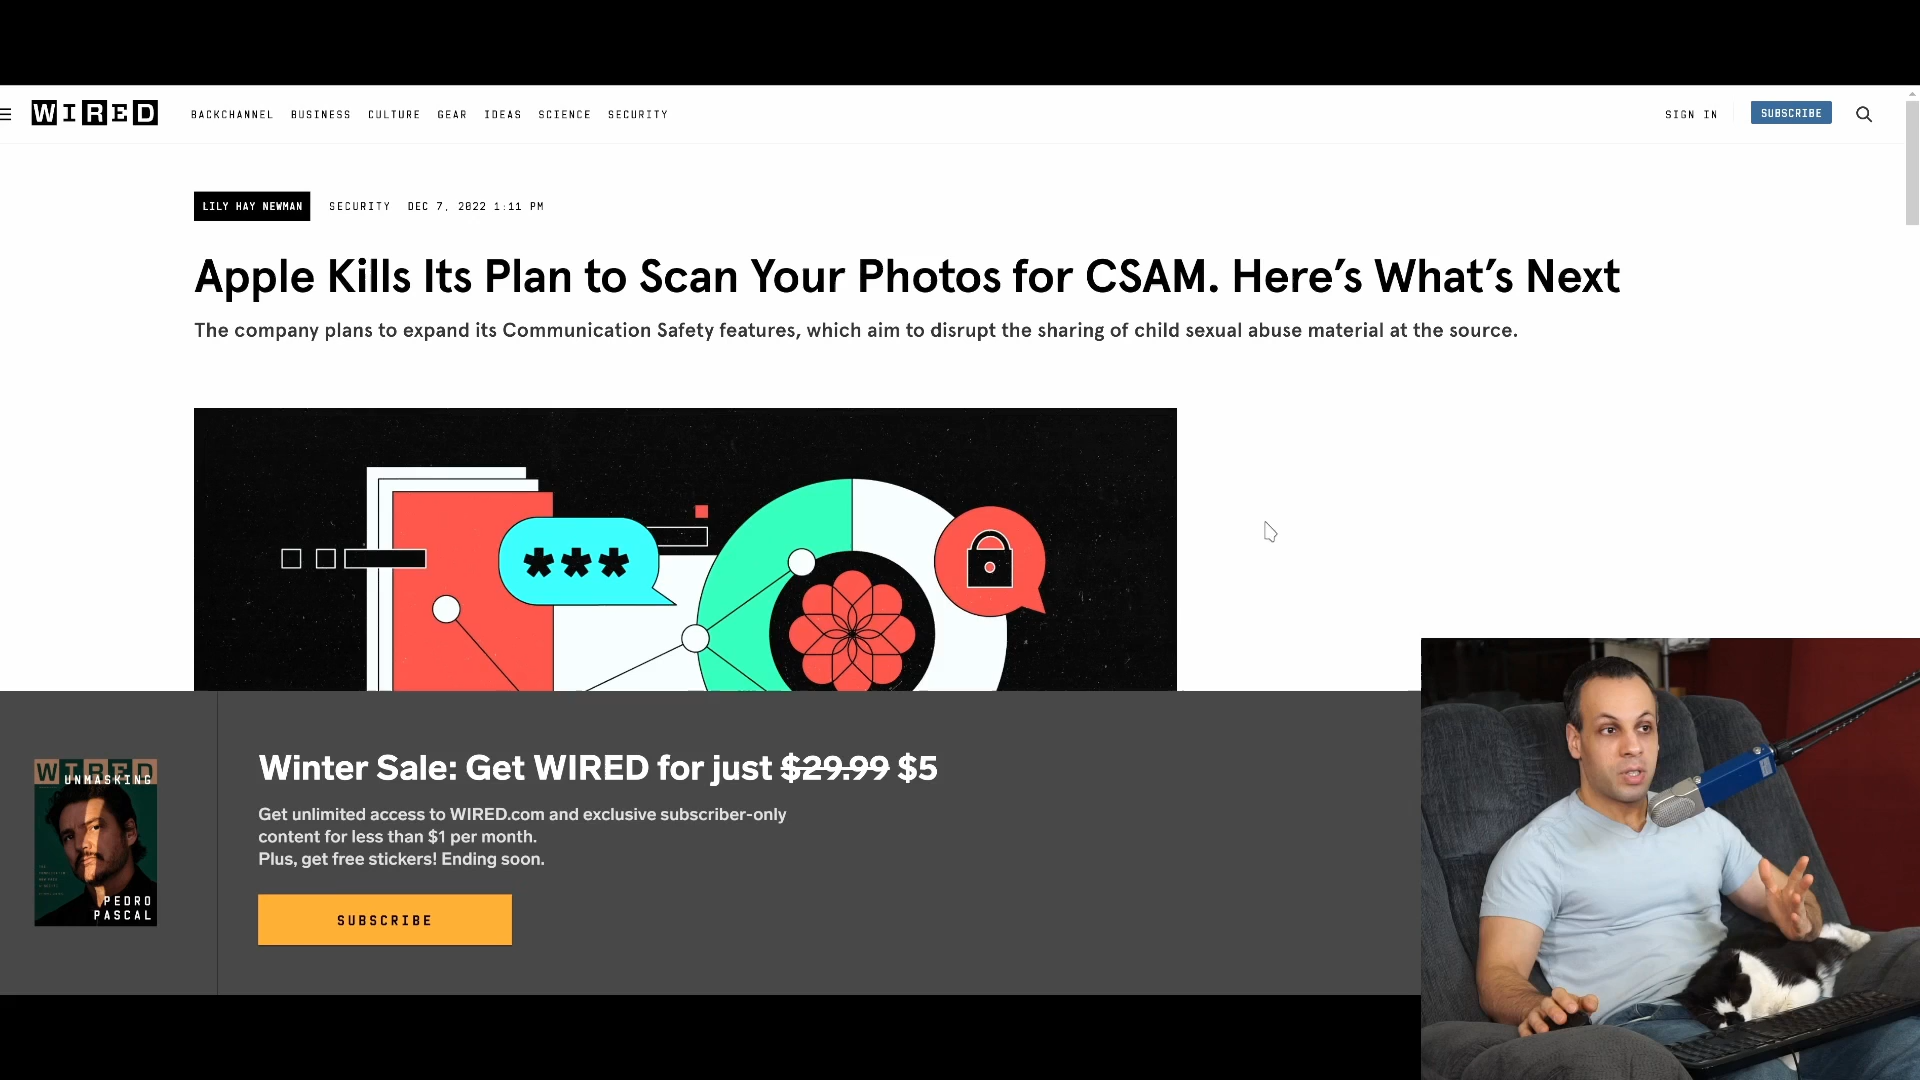 WIRED
BACKCHANNEL BUSINESS CULTURE GEAR IDEAS SCIENCE SECURITY
SIGN IN
SUBSCRIBE
LILY HAY NEWMAN SECURITY DEC 7, 2022 1:11 PM
Apple Kills Its Plan to Scan Your Photos for CSAM. Here's What's Next
The company plans to expand its Communication Safety features, which aim to disrupt the sharing of child sexual abuse material at the source.
***
WIRED
UNMASKING
PEDRO
PASCAL
Winter Sale: Get WIRED for just $29.99 $5
Get unlimited access to WIRED.com and exclusive subscriber-only
content for less than $1 per month.
Plus, get free stickers! Ending soon.
SUBSCRIBE